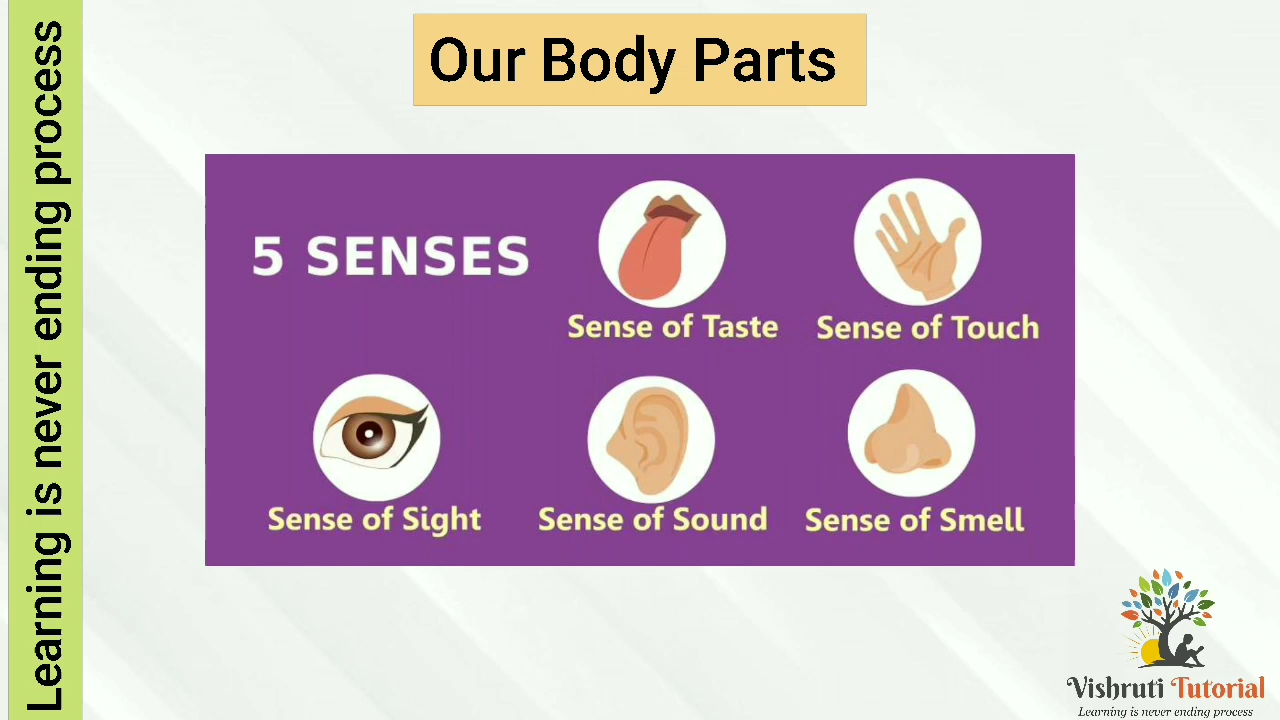 Learning is never ending process
Our Body Parts
5 SENSES
Sense of Taste
Sense of Touch
Sense of Sight
Sense of Sound
Sense of Smell
Vishruti Tutorial
Learning is never ending process